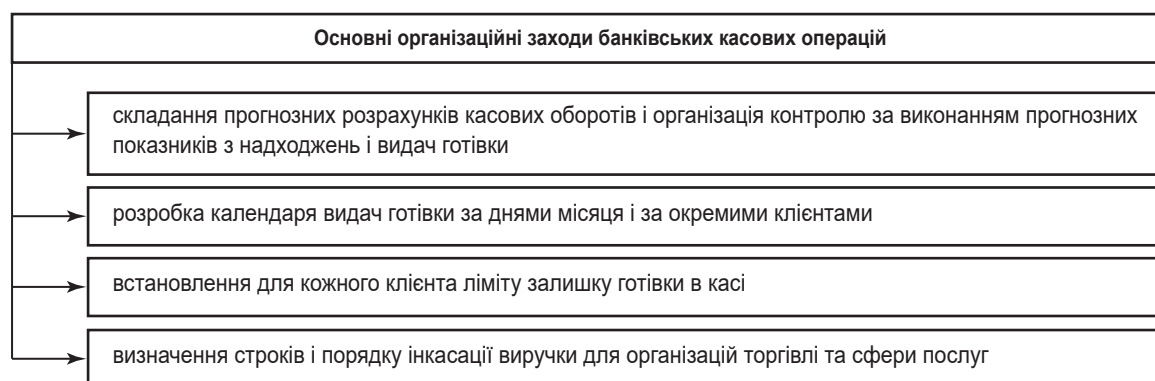 Основні організаційні заходи банківських касових операцій
складання прогнозних розрахунків касових оборотів і організація контролю за виконанням прогнозних
показників з надходжень і видач готівки
розробка календаря видач готівки за днями місяця і за окремими клієнтами
встановлення для кожного клієнта ліміту залишку готівки в касі
визначення строків і порядку інкасації виручки для організацій торгівлі та сфери послуг